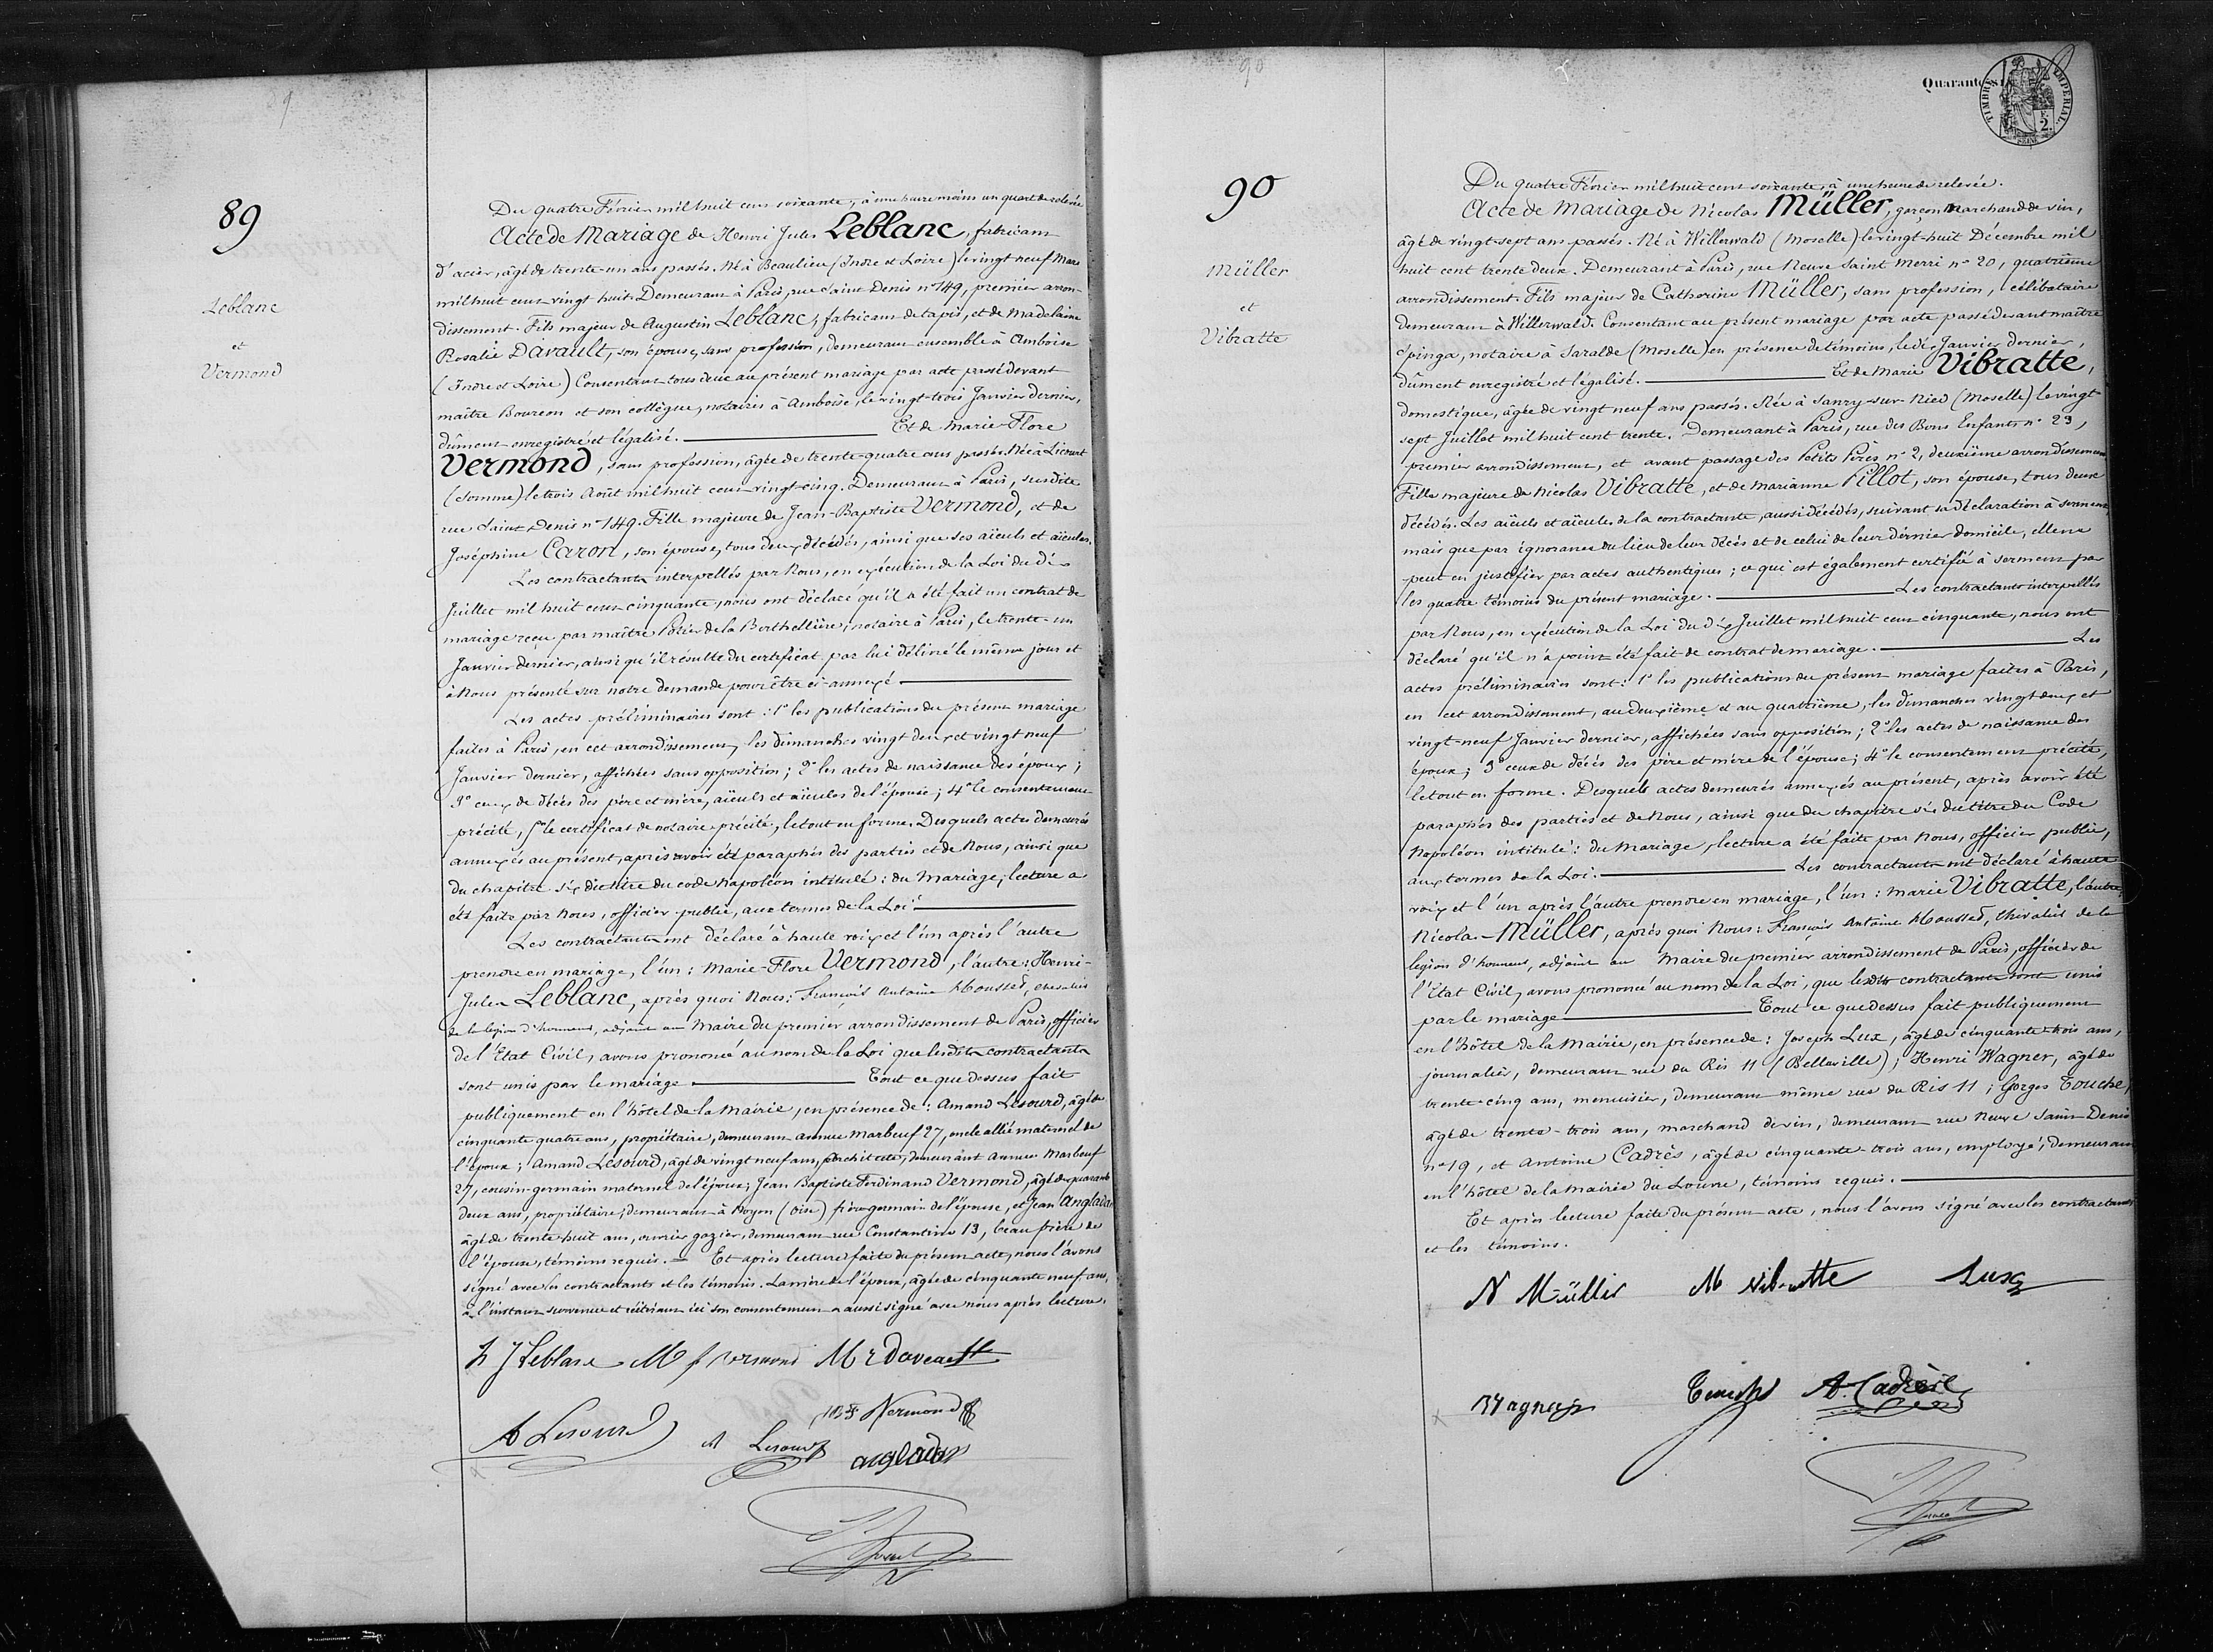 89
89
Leblanc
et
Vermond
Du quatre Février mil huit cent soixante, à une heure moins un quart de relevée
Acte de Mariage de Henri Jules Leblanc, fabricant
d'acier, âgé de trente-un ans passés. Né à Beaulieu (Indre et Loire) le vingt neuf Mars
mil huit cent vingt huit. Demeurant à Paris, rue Saint Denis n° 149, premier arron-
dissement. Fils majeur de Augustin Leblanc, fabricant de tapis, et de Madelaine
Rosalie Davault, son épouse, sans profession, demeurant ensemble à Amboise
(Indre et Loire) Consentant tous deux au présent mariage par acte passé devant
maître Boureon et son collègue, notaires à Amboise, le vingt-trois Janvier dernier,
dûment enregistré et légalisé. Et de Marie-Flore
Vermond, sans profession, âgée de trente-quatre ans passés. Née à Licourt
(Somme) le trois Août mil huit cent vingt-cinq. Demeurant à Paris, susdite
rue Saint Denis n° 149. Fille majeure de Jean-Baptiste Vermond, et de
Joséphine Caron, son épouse, tous deux décédés, ainsi que ses aïeuls et aïeules.
Les contractants interpellés par Nous, en exécution de la Loi du dix
Juillet mil huit cent cinquante, nous ont déclaré qu'il a été fait un contrat de
mariage reçu par maître Potier de la Berthellière, notaire à Paris, le trente-un
Janvier dernier, ainsi qu'il résulte du certificat par lui délivré le même jour et
à Nous présenté sur notre demande pour être ci-annexé
Les actes préliminaires sont : 1° les publications du présent mariage
faites à Paris, en cet arrondissement, les dimanches vingt deux et vingt neuf
Janvier dernier, affichées sans opposition ; 2° les actes de naissance des époux ;
3° ceux de décès des père et mère, aïeuls et aïeules de l'épouse ; 4° le consentement
précité, 5° le certificat de notaire précité, le tout en forme. Desquels actes demeurés
annexés au présent, après avoir été paraphés des parties et de Nous, ainsi que
du chapitre six du titre du code Napoléon intitulé : du Mariage, lecture a
été faite par Nous, officier public, aux termes de la Loi.
Les contractants ont déclaré à haute voix et l'un après l'autre
prendre en mariage, l'un : Marie-Flore Vermond, l'autre : Henri-
Jules Leblanc, après quoi Nous : François Antoine Moussed, chevalier
de la légion d'honneur, adjoint au Maire du premier arrondissement de Paris, officier
de l'Etat Civil, avons prononcé au nom de la Loi que lesdits contractants
sont unis par le mariage Tout ce que dessus fait
publiquement en l'hôtel de la Mairie, en présence de : Amand Lesourd, âgé de
cinquante quatre ans, propriétaire, demeurant avenue Marbeuf 27, oncle allié maternel de
l'époux ; Amand Lesourd, âgé de vingt neuf ans, architecte, demeurant avenue Marbeuf
27, cousin-germain maternel de l'époux ; Jean Baptiste Ferdinand Vermond, âgé de quarante
deux ans, propriétaire, demeurant à Noyon (Oise) frère germain de l'épouse, et Jean Anglades
âgé de trente huit ans, ouvrier gazier, demeurant rue Constantine 13, beau frère de
l'épouse, témoins requis. Et après lecture faite du présent acte, nous l'avons
signé avec les contractants et les témoins. La mère de l'époux, âgée de cinquante neuf ans,
à l'instant survenue et réitérant ici son consentement a aussi signé avec nous après lecture.
h J Leblanc M f vermond M R Davault
A Lesourd A Lesourd JBF Vermond
anglades
90
Quarante six
TIMBRE IMPÉRIAL
2
SEINE
90
Müller
et
Vibratte
Du quatre Février mil huit cent soixante, à une heure de relevée.
Acte de Mariage de Nicolas Müller, garçon marchand de vin,
âgé de vingt-sept ans passés. Né à Willerwald (Moselle) le vingt-huit Décembre mil
huit cent trente deux. Demeurant à Paris, rue Neuve Saint Merri n° 20, quatrième
arrondissement. Fils majeur de Catherine Müller, sans profession, célibataire
demeurant à Willerwald. Consentant au présent mariage par acte passé devant maître
Spinga, notaire à Saralbe (Moselle) en présence de témoins, le dix Janvier dernier,
dûment enregistré et légalisé. Et de Marie Vibratte,
domestique, âgée de vingt neuf ans passés. Née à Sanry-sur-Nied (Moselle) le vingt-
sept Juillet mil huit cent trente. Demeurant à Paris, rue des Bons Enfants n° 23,
premier arrondissement, et avant passage des Petits Pères n° 2, deuxième arrondissement
Fille majeure de Nicolas Vibratte, et de Marianne Pillot, son épouse, tous deux
décédés. Les aïeuls et aïeules de la contractante, aussi décédés, suivant sa déclaration à serment,
mais que par ignorance du lieu de leur décès et de celui de leur dernier domicile, elle ne
peut en justifier par actes authentiques ; ce qui est également certifié à serment par
les quatre témoins du présent mariage. Les contractants interpellés
par Nous, en exécution de la Loi du dix Juillet mil huit cent cinquante, nous ont
déclaré qu'il n'a point été fait de contrat de mariage. Les
actes préliminaires sont : 1° les publications du présent mariage faites à Paris,
en cet arrondissement, au deuxième et au quatrième, les dimanches vingt deux et
vingt-neuf Janvier dernier, affichées sans opposition ; 2° les actes de naissance des
époux ; 3° ceux de décès des père et mère de l'épouse ; 4° le consentement précité,
le tout en forme. Desquels actes demeurés annexés au présent, après avoir été
paraphés des parties et de Nous, ainsi que du chapitre six du titre du Code
Napoléon intitulé : du Mariage, lecture a été faite par Nous, officier public,
aux termes de la Loi. Les contractants ont déclaré à haute
voix et l'un après l'autre prendre en mariage, l'un : Marie Vibratte, l'autre,
Nicolas Müller, après quoi Nous : François Antoine Moussed, chevalier de la
légion d'honneur, adjoint au Maire du premier arrondissement de Paris, officier de
l'Etat Civil, avons prononcé au nom de la Loi, que lesdits contractants sont unis
par le mariage Tout ce que dessus fait publiquement
en l'hôtel de la Mairie, en présence de : Joseph Lux, âgé de cinquante-trois ans,
journalier, demeurant rue du Ris 11 (Belleville) ; Henri Wagner, âgé de
trente-cinq ans, menuisier, demeurant même rue du Ris 11 ; Gorges Touche,
âgé de trente-trois ans, marchand de vin, demeurant rue Neuve Saint Denis
n° 19, et Antoine Cadrès, âgé de cinquante-trois ans, employé, demeurant
en l'hôtel de la Mairie du Louvre, témoins requis.
Et après lecture faite du présent acte, nous l'avons signé avec les contractants
et les témoins.
N Müller M Vibratte Lux
Wagner Touche A. Cadrès